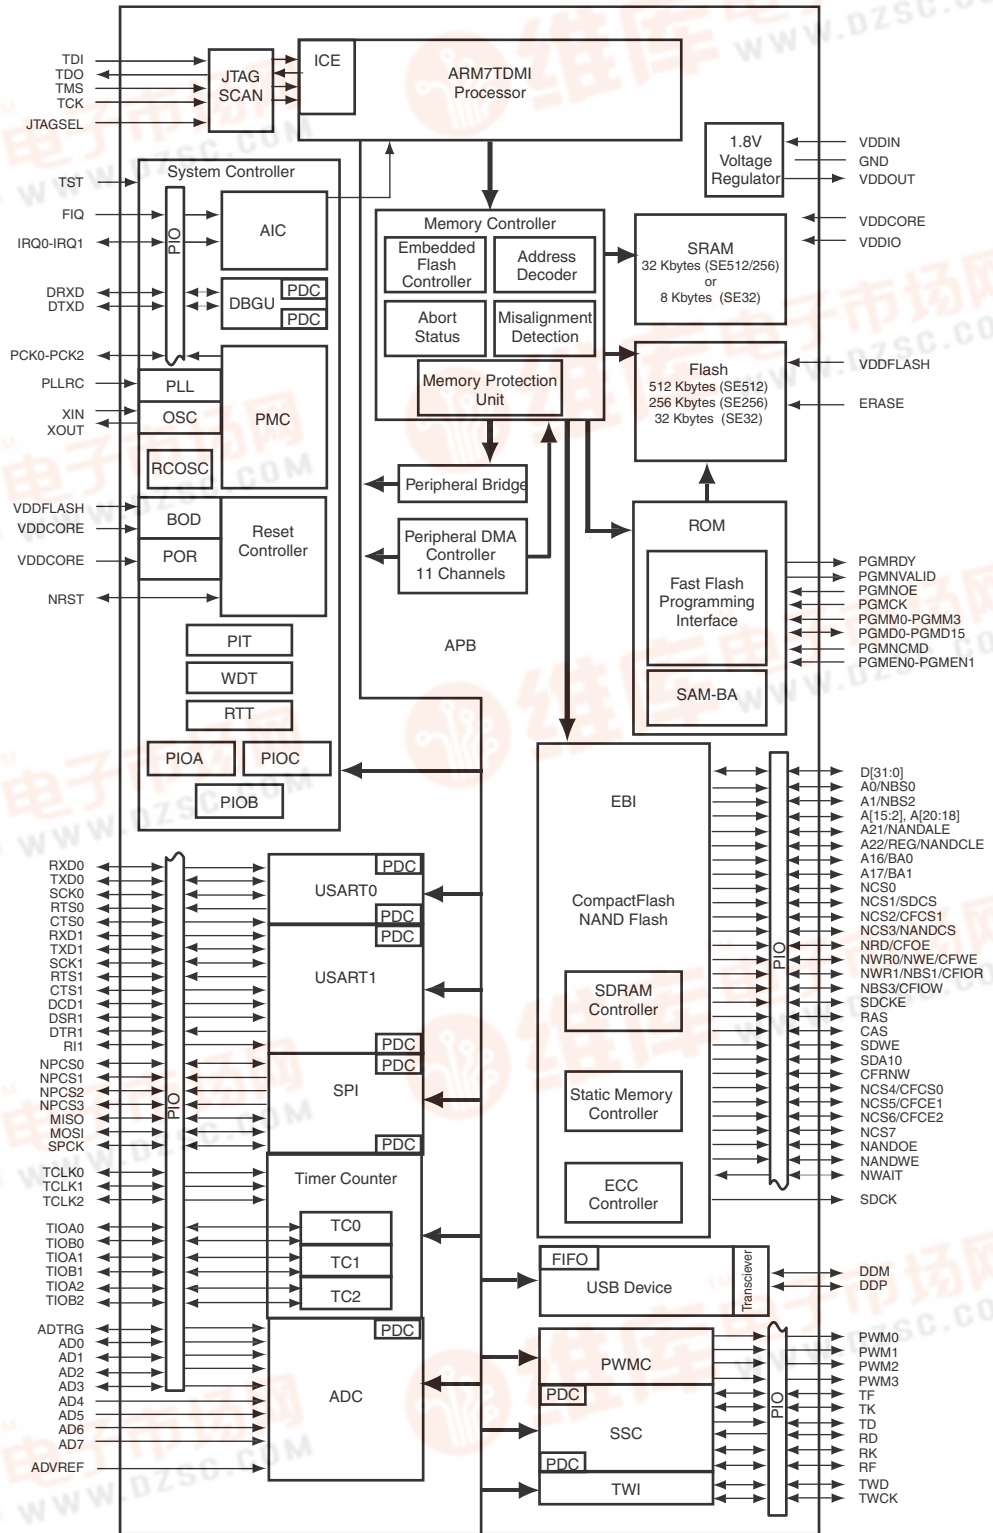 TDI
TDO
TMS
TCK
JTAGSEL
JTAG
SCAN
ICE
ARM7TDMI
Processor
1.8V
Voltage
Regulator
VDDIN
GND
VDDOUT
VDDCORE
VDDIO
System Controller
TST
FIQ
IRQ0-IRQ1
PIO
AIC
DRXD
DTXD
DBGU
PDC
PDC
PCK0-PCK2
PLLRC
XIN
XOUT
PLL
OSC
RCOSC
PMC
VDDFLASH
VDDCORE
VDDCORE
NRST
BOD
POR
Reset
Controller
PIT
WDT
RTT
PIOA
PIOC
PIOB
Memory Controller
Embedded
Flash
Controller
Address
Decoder
Abort
Status
Misalignment
Detection
Memory Protection
Unit
SRAM
32 Kbytes (SE512/256)
or
8 Kbytes (SE32)
Flash
512 Kbytes (SE512)
256 Kbytes (SE256)
32 Kbytes (SE32)
VDDFLASH
ERASE
Peripheral Bridge
Peripheral DMA
Controller
11 Channels
APB
ROM
Fast Flash
Programming
Interface
SAM-BA
PGMRDY
PGMNVALID
PGMNOE
PGMCK
PGMM0-PGMM3
PGMD0-PGMD15
PGMNCMD
PGMEN0-PGMEN1
EBI
CompactFlash
NAND Flash
SDRAM
Controller
Static Memory
Controller
ECC
Controller
PIO
D[31:0]
A0/NBS0
A1/NBS2
A[15:2], A[20:18]
A21/NANDALE
A22/REG/NANDCLE
A16/BA0
A17/BA1
NCS0
NCS1/SDCS
NCS2/CFCS1
NCS3/NANDCS
NRD/CFOE
NWR0/NWE/CFWE
NWR1/NBS1/CFIOR
NBS3/CFIOW
SDCKE
RAS
CAS
SDWE
SDA10
CFRNW
NCS4/CFCS0
NCS5/CFCE1
NCS6/CFCE2
NCS7
NANDOE
NANDWE
NWAIT
SDCK
RXD0
TXD0
SCK0
RTS0
CTS0
RXD1
TXD1
SCK1
RTS1
CTS1
DCD1
DSR1
DTR1
RI1
NPCS0
NPCS1
NPCS2
NPCS3
MISO
MOSI
SPCK
TCLK0
TCLK1
TCLK2
TIOA0
TIOB0
TIOA1
TIOB1
TIOA2
TIOB2
ADTRG
AD0
AD1
AD2
AD3
AD4
AD5
AD6
AD7
ADVREF
PIO
PDC
USART0
PDC
PDC
USART1
PDC
PDC
SPI
PDC
Timer Counter
TC0
TC1
TC2
PDC
ADC
FIFO
USB Device
Transciever
DDM
DDP
PWMC
PDC
SSC
PDC
TWI
PIO
PWM0
PWM1
PWM2
PWM3
TF
TK
TD
RD
RK
RF
TWD
TWCK
维库电子市场网
WWW.DZSC.COM